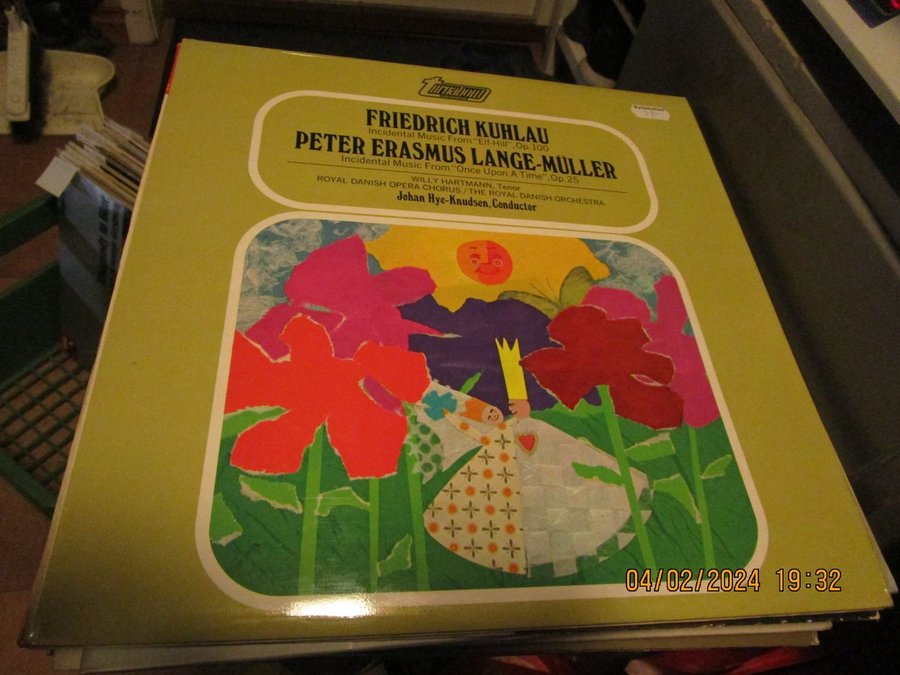 turnabout
FRIEDRICH KUHLAU
Incidental Music From "Elf-Hill", Op. 100
PETER ERASMUS LANGE-MÜLLER
Incidental Music From "Once Upon A Time", Op. 25
WILLY HARTMANN, Tenor
ROYAL DANISH OPERA CHORUS / THE ROYAL DANISH ORCHESTRA
Johan Hye-Knudsen, Conductor
04/02/2024 19:32